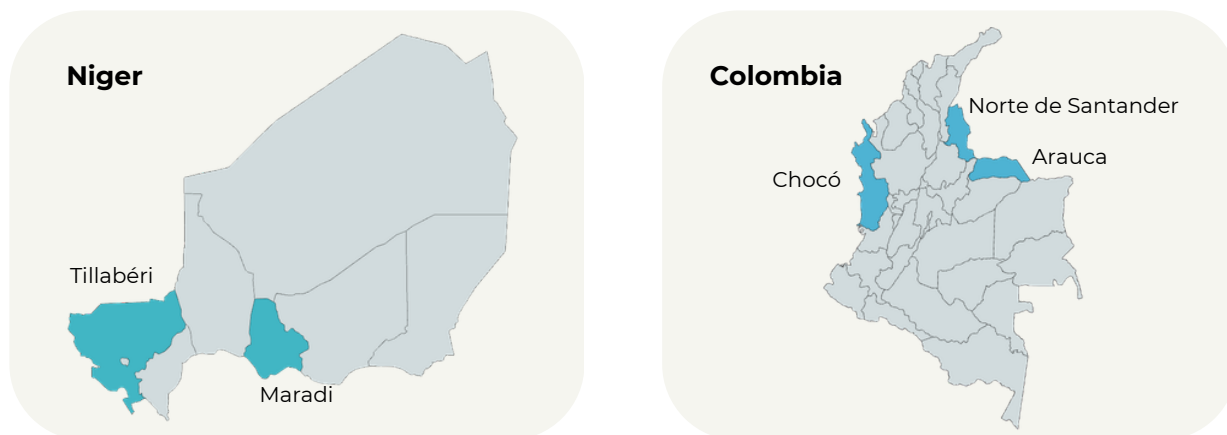 Niger
Tillabéri
Maradi
Colombia
Norte de Santander
Arauca
Chocó